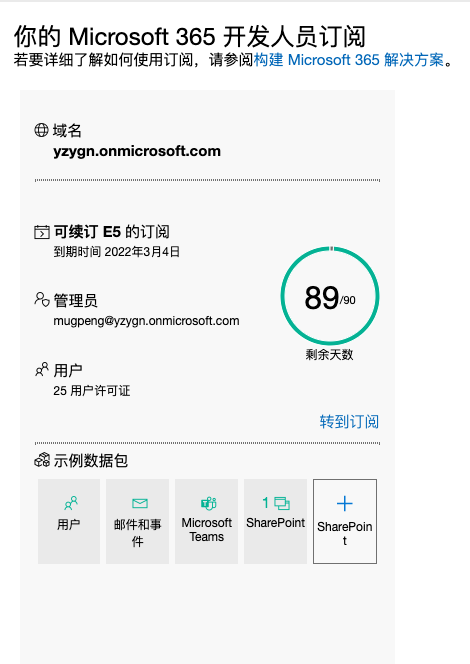 你的 Microsoft 365 开发人员订阅
若要详细了解如何使用订阅，请参阅构建 Microsoft 365 解决方案。
域名
yzygn.onmicrosoft.com
可续订 E5 的订阅
到期时间 2022年3月4日
89/90
剩余天数
管理员
mugpeng@yzygn.onmicrosoft.com
用户
25 用户许可证
转到订阅
示例数据包
用户
邮件和事
件
Microsoft
Teams
1
SharePoint
SharePoin
t